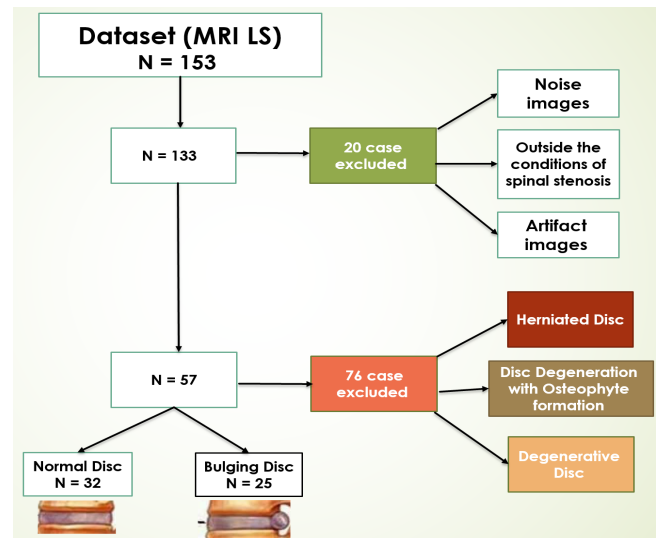 Dataset (MRI LS)
N = 153
N = 133
20 case
excluded
Noise
images
Outside the
conditions of
spinal stenosis
Artifact
images
N = 57
76 case
excluded
Herniated Disc
Disc Degeneration
with Osteophyte
formation
Degenerative
Disc
Normal Disc
N = 32
Bulging Disc
N = 25